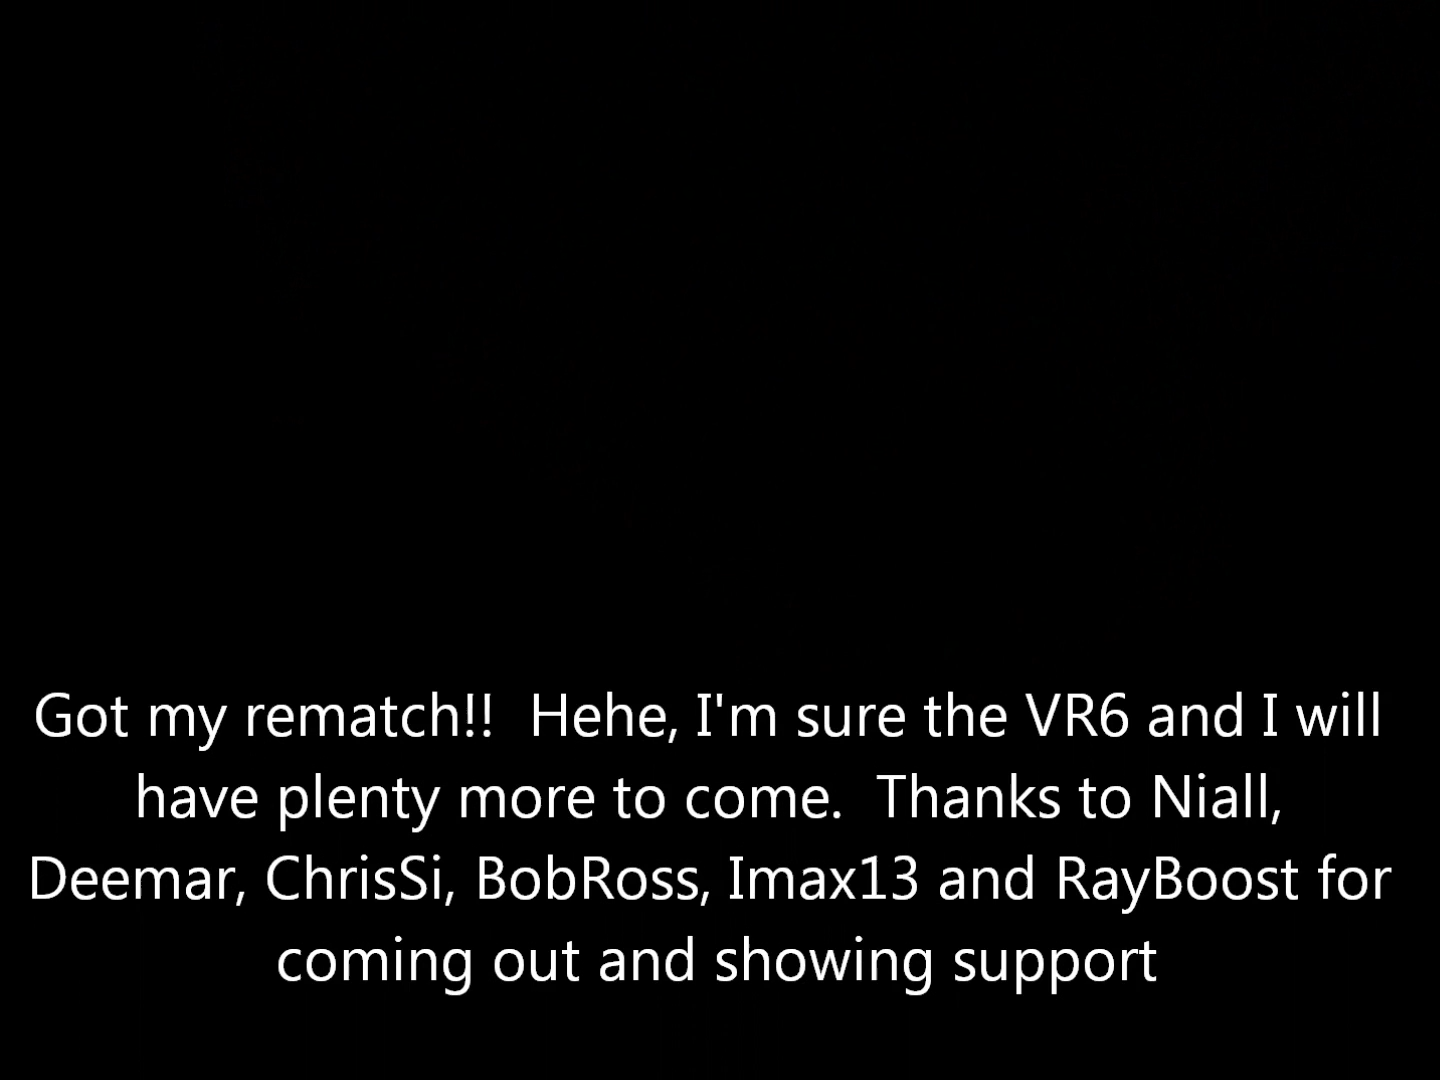 Got my rematch!!  Hehe, I'm sure the VR6 and I will
have plenty more to come.  Thanks to Niall,
Deemar, ChrisSi, BobRoss, Imax13 and RayBoost for
coming out and showing support